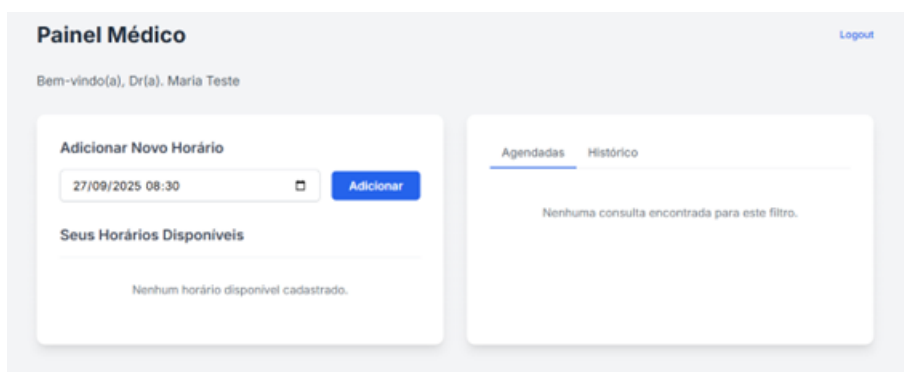 Painel Médico
Logout
Bem-vindo(a), Dr(a). Maria Teste
Adicionar Novo Horário
27/09/2025 08:30
Adicionar
Seus Horários Disponíveis
Nenhum horário disponível cadastrado.
Agendadas Histórico
Nenhuma consulta encontrada para este filtro.